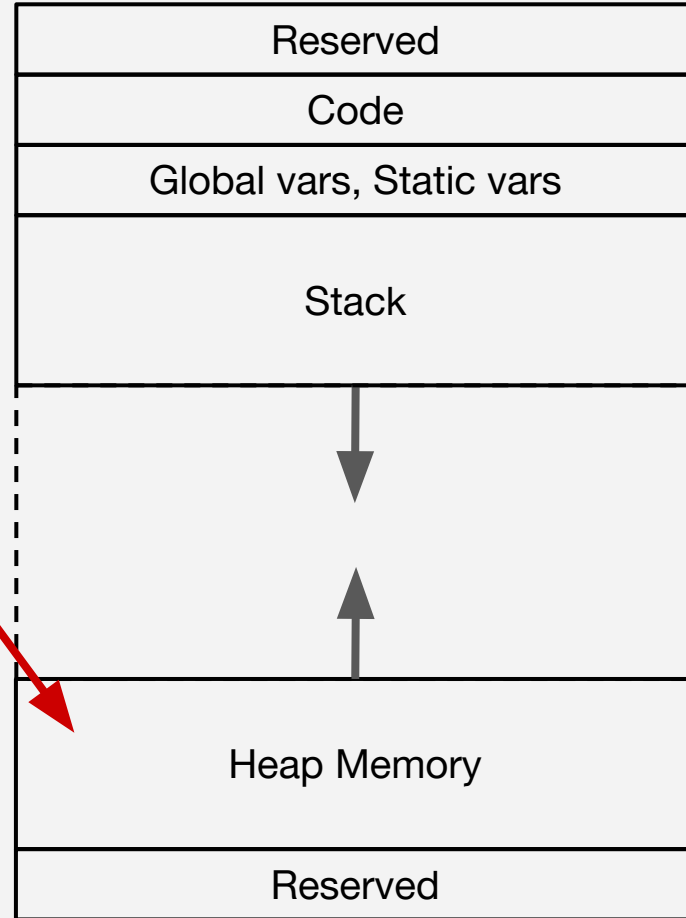 Reserved
Code
Global vars, Static vars
Stack
Heap Memory
Reserved